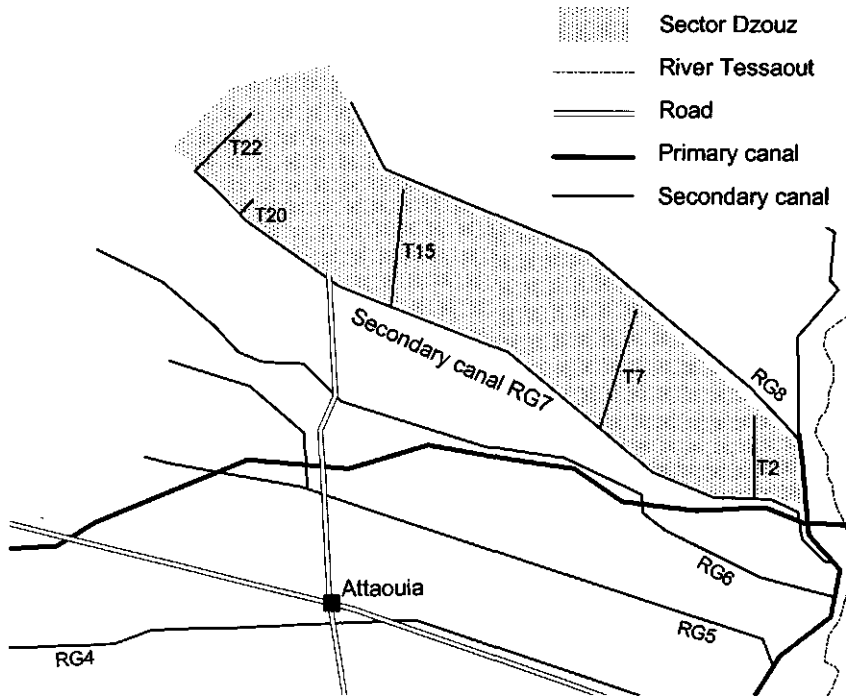 Sector Dzouz
River Tessaout
Road
Primary canal
Secondary canal
T22
T20
T15
Secondary canal RG7
T7
RG8
T2
RG6
Attaouia
RG5
RG4